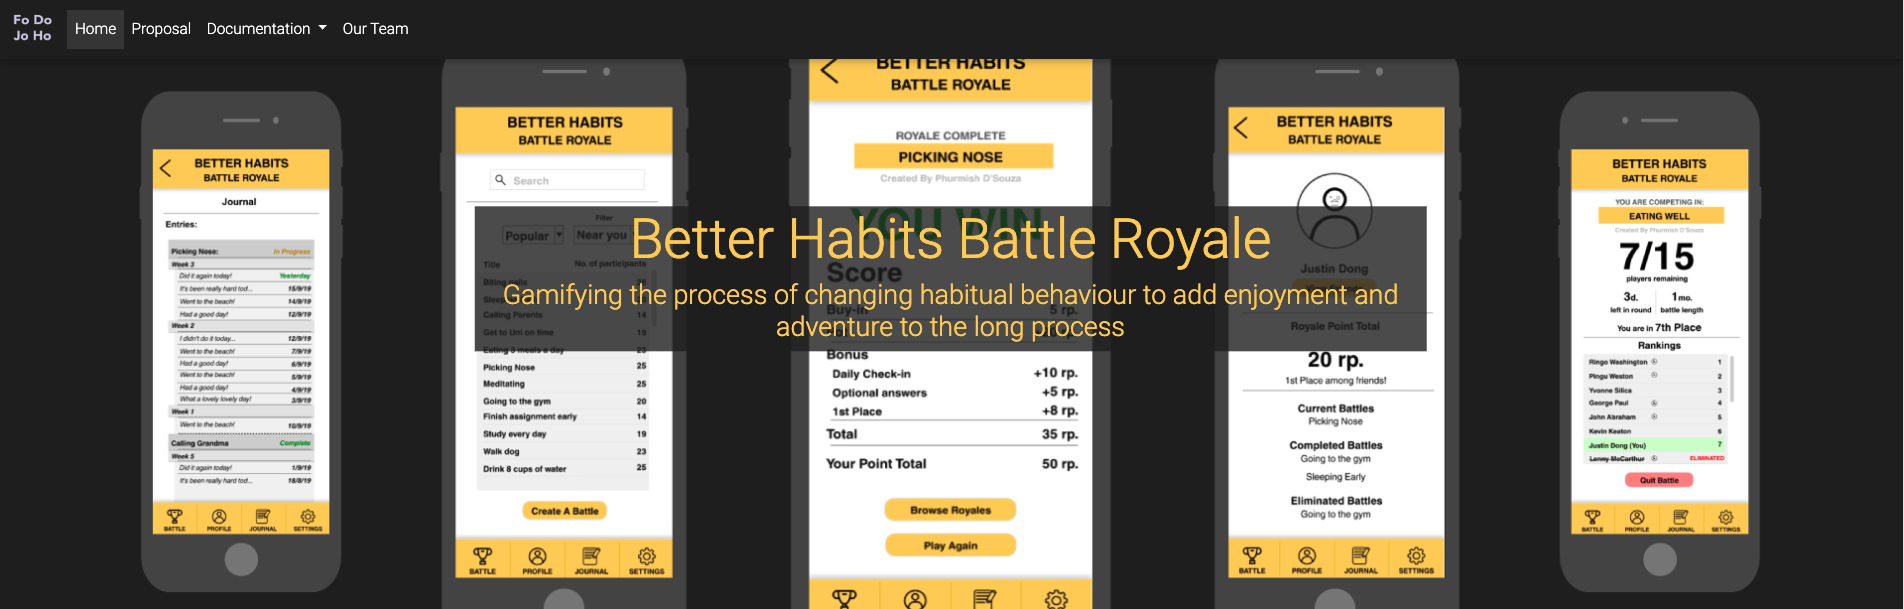 Fo Do
Jo Ho
Home Proposal Documentation Our Team
Better Habits Battle Royale
Gamifying the process of changing habitual behaviour to add enjoyment and
adventure to the long process
BETTER HABITS
BATTLE ROYALE
Journal
Entries:
Picking Nose: In Progress
Week 3
Did it again today! Yesterday
It's been really hard tod... 15/9/19
Went to the beach! 14/9/19
Had a good day! 12/9/19
Week 2
I didn't do it today... 12/9/19
Went to the beach! 7/9/19
Had a good day! 6/9/19
Went to the beach! 5/9/19
Had a good day! 4/9/19
What a lovely lovely day! 3/9/19
Week 1
Went to the beach! 10/9/19
Calling Grandma Complete
Week 5
Did it again today! 1/9/19
It's been really hard tod... 18/8/19
BATTLE PROFILE JOURNAL SETTINGS
BETTER HABITS
BATTLE ROYALE
Search
Filter
Popular Near you
Title No. of participants
Biting nails
Calling Parents 14
Get to Uni on time 19
Eating 3 meals a day 23
Picking Nose 25
Meditating 25
Going to the gym 20
Finish assignment early 14
Study every day 19
Walk dog 23
Drink 8 cups of water 25
Create A Battle
BATTLE PROFILE JOURNAL SETTINGS
BETTER HABITS
BATTLE ROYALE
ROYALE COMPLETE
PICKING NOSE
Created By Phurmish D'Souza
YOU WIN
Score
Buy-in 5 rp.
Bonus
Daily Check-in +10 rp.
Optional answers +5 rp.
1st Place +8 rp.
Total 35 rp.
Your Point Total 50 rp.
Browse Royales
Play Again
BETTER HABITS
BATTLE ROYALE
Justin Dong
Royale Point Total
20 rp.
1st Place among friends!
Current Battles
Picking Nose
Completed Battles
Going to the gym
Sleeping Early
Eliminated Battles
Going to the gym
BATTLE PROFILE JOURNAL SETTINGS
BETTER HABITS
BATTLE ROYALE
YOU ARE COMPETING IN:
EATING WELL
Created By Phurmish D'Souza
7/15
players remaining
3d. 1mo.
left in round battle length
You are in 7th Place
Rankings
Ringo Washington 1
Pingu Weston 2
Yvonne Silica 3
George Paul 4
John Abraham 5
Kevin Keaton 6
Justin Dong (You) 7
Lenny McCarthur ELIMINATED
Quit Battle
BATTLE PROFILE JOURNAL SETTINGS